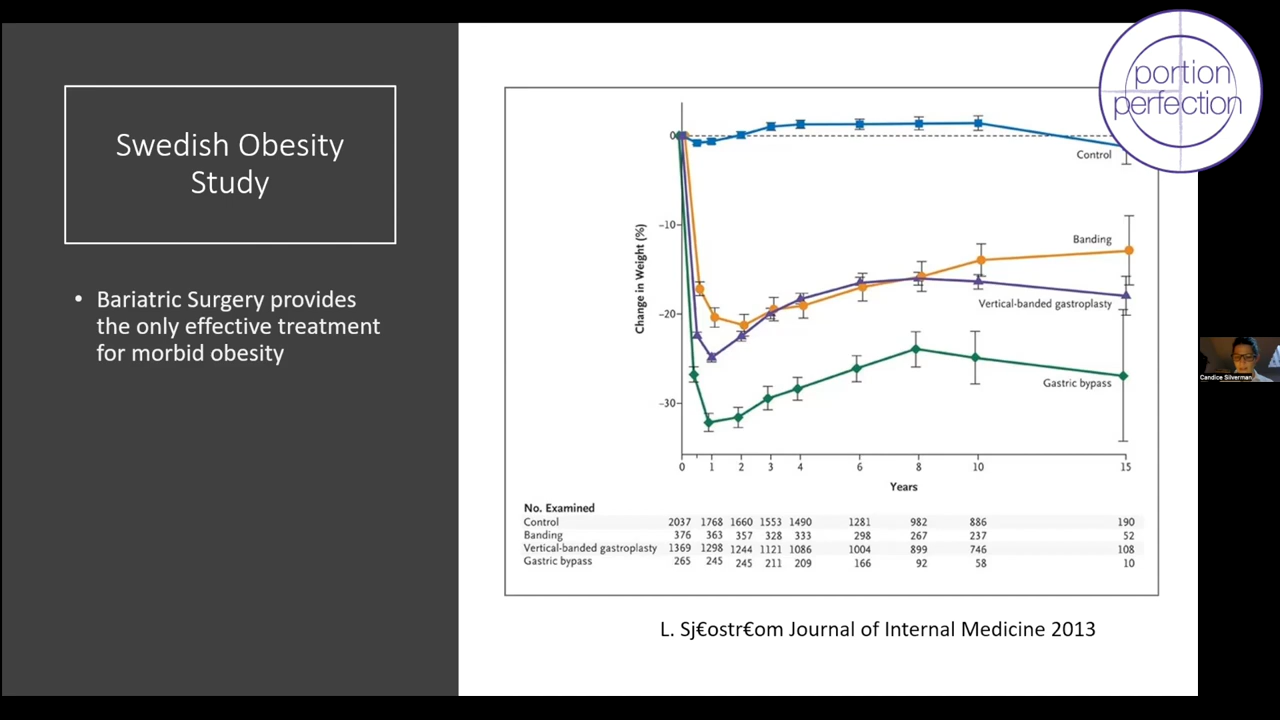 Swedish Obesity
Study
• Bariatric Surgery provides
the only effective treatment
for morbid obesity
portion
perfection
0
-10
-20
-30
Change in Weight (%)
Control
Banding
Vertical-banded gastroplasty
Gastric bypass
0 1 2 3 4 6 8 10 15
Years
No. Examined
Control 2037 1768 1660 1553 1490 1281 982 886 190
Banding 376 363 357 328 333 298 267 237 52
Vertical-banded gastroplasty 1369 1298 1244 1121 1086 1004 899 746 108
Gastric bypass 265 245 245 211 209 166 92 58 10
L. Sj€ostr€om Journal of Internal Medicine 2013
Candice Silverman